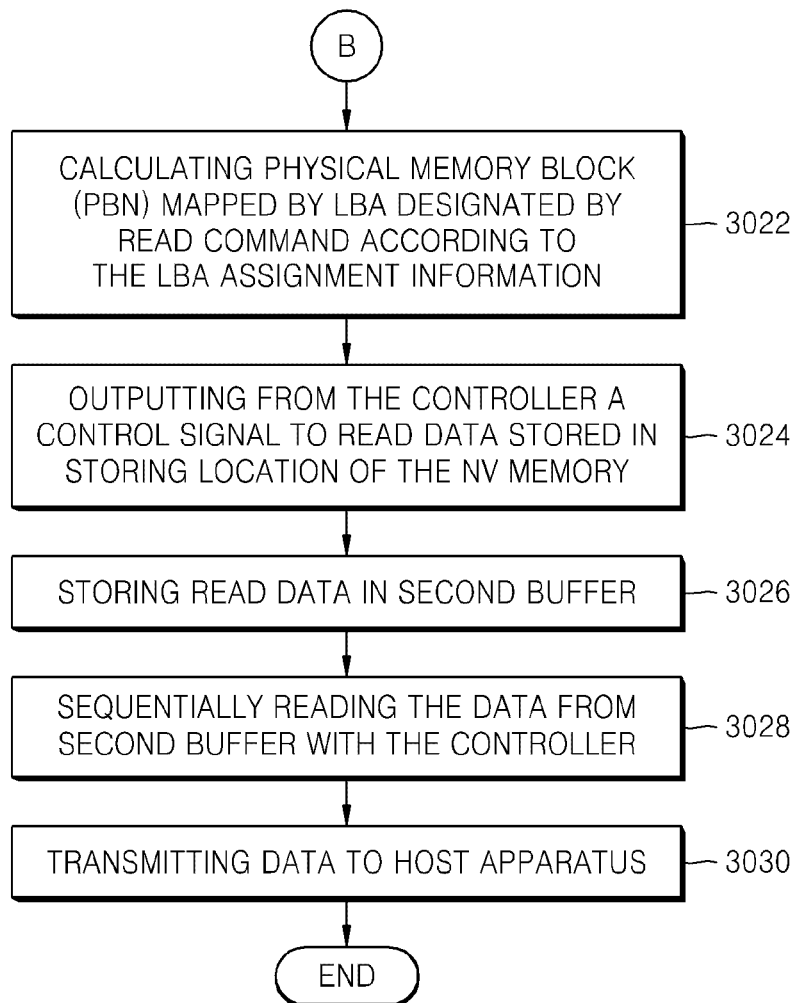 B
CALCULATING PHYSICAL MEMORY BLOCK
(PBN) MAPPED BY LBA DESIGNATED BY
READ COMMAND ACCORDING TO
THE LBA ASSIGNMENT INFORMATION
3022
OUTPUTTING FROM THE CONTROLLER A
CONTROL SIGNAL TO READ DATA STORED IN
STORING LOCATION OF THE NV MEMORY
3024
STORING READ DATA IN SECOND BUFFER
3026
SEQUENTIALLY READING THE DATA FROM
SECOND BUFFER WITH THE CONTROLLER
3028
TRANSMITTING DATA TO HOST APPARATUS
3030
END